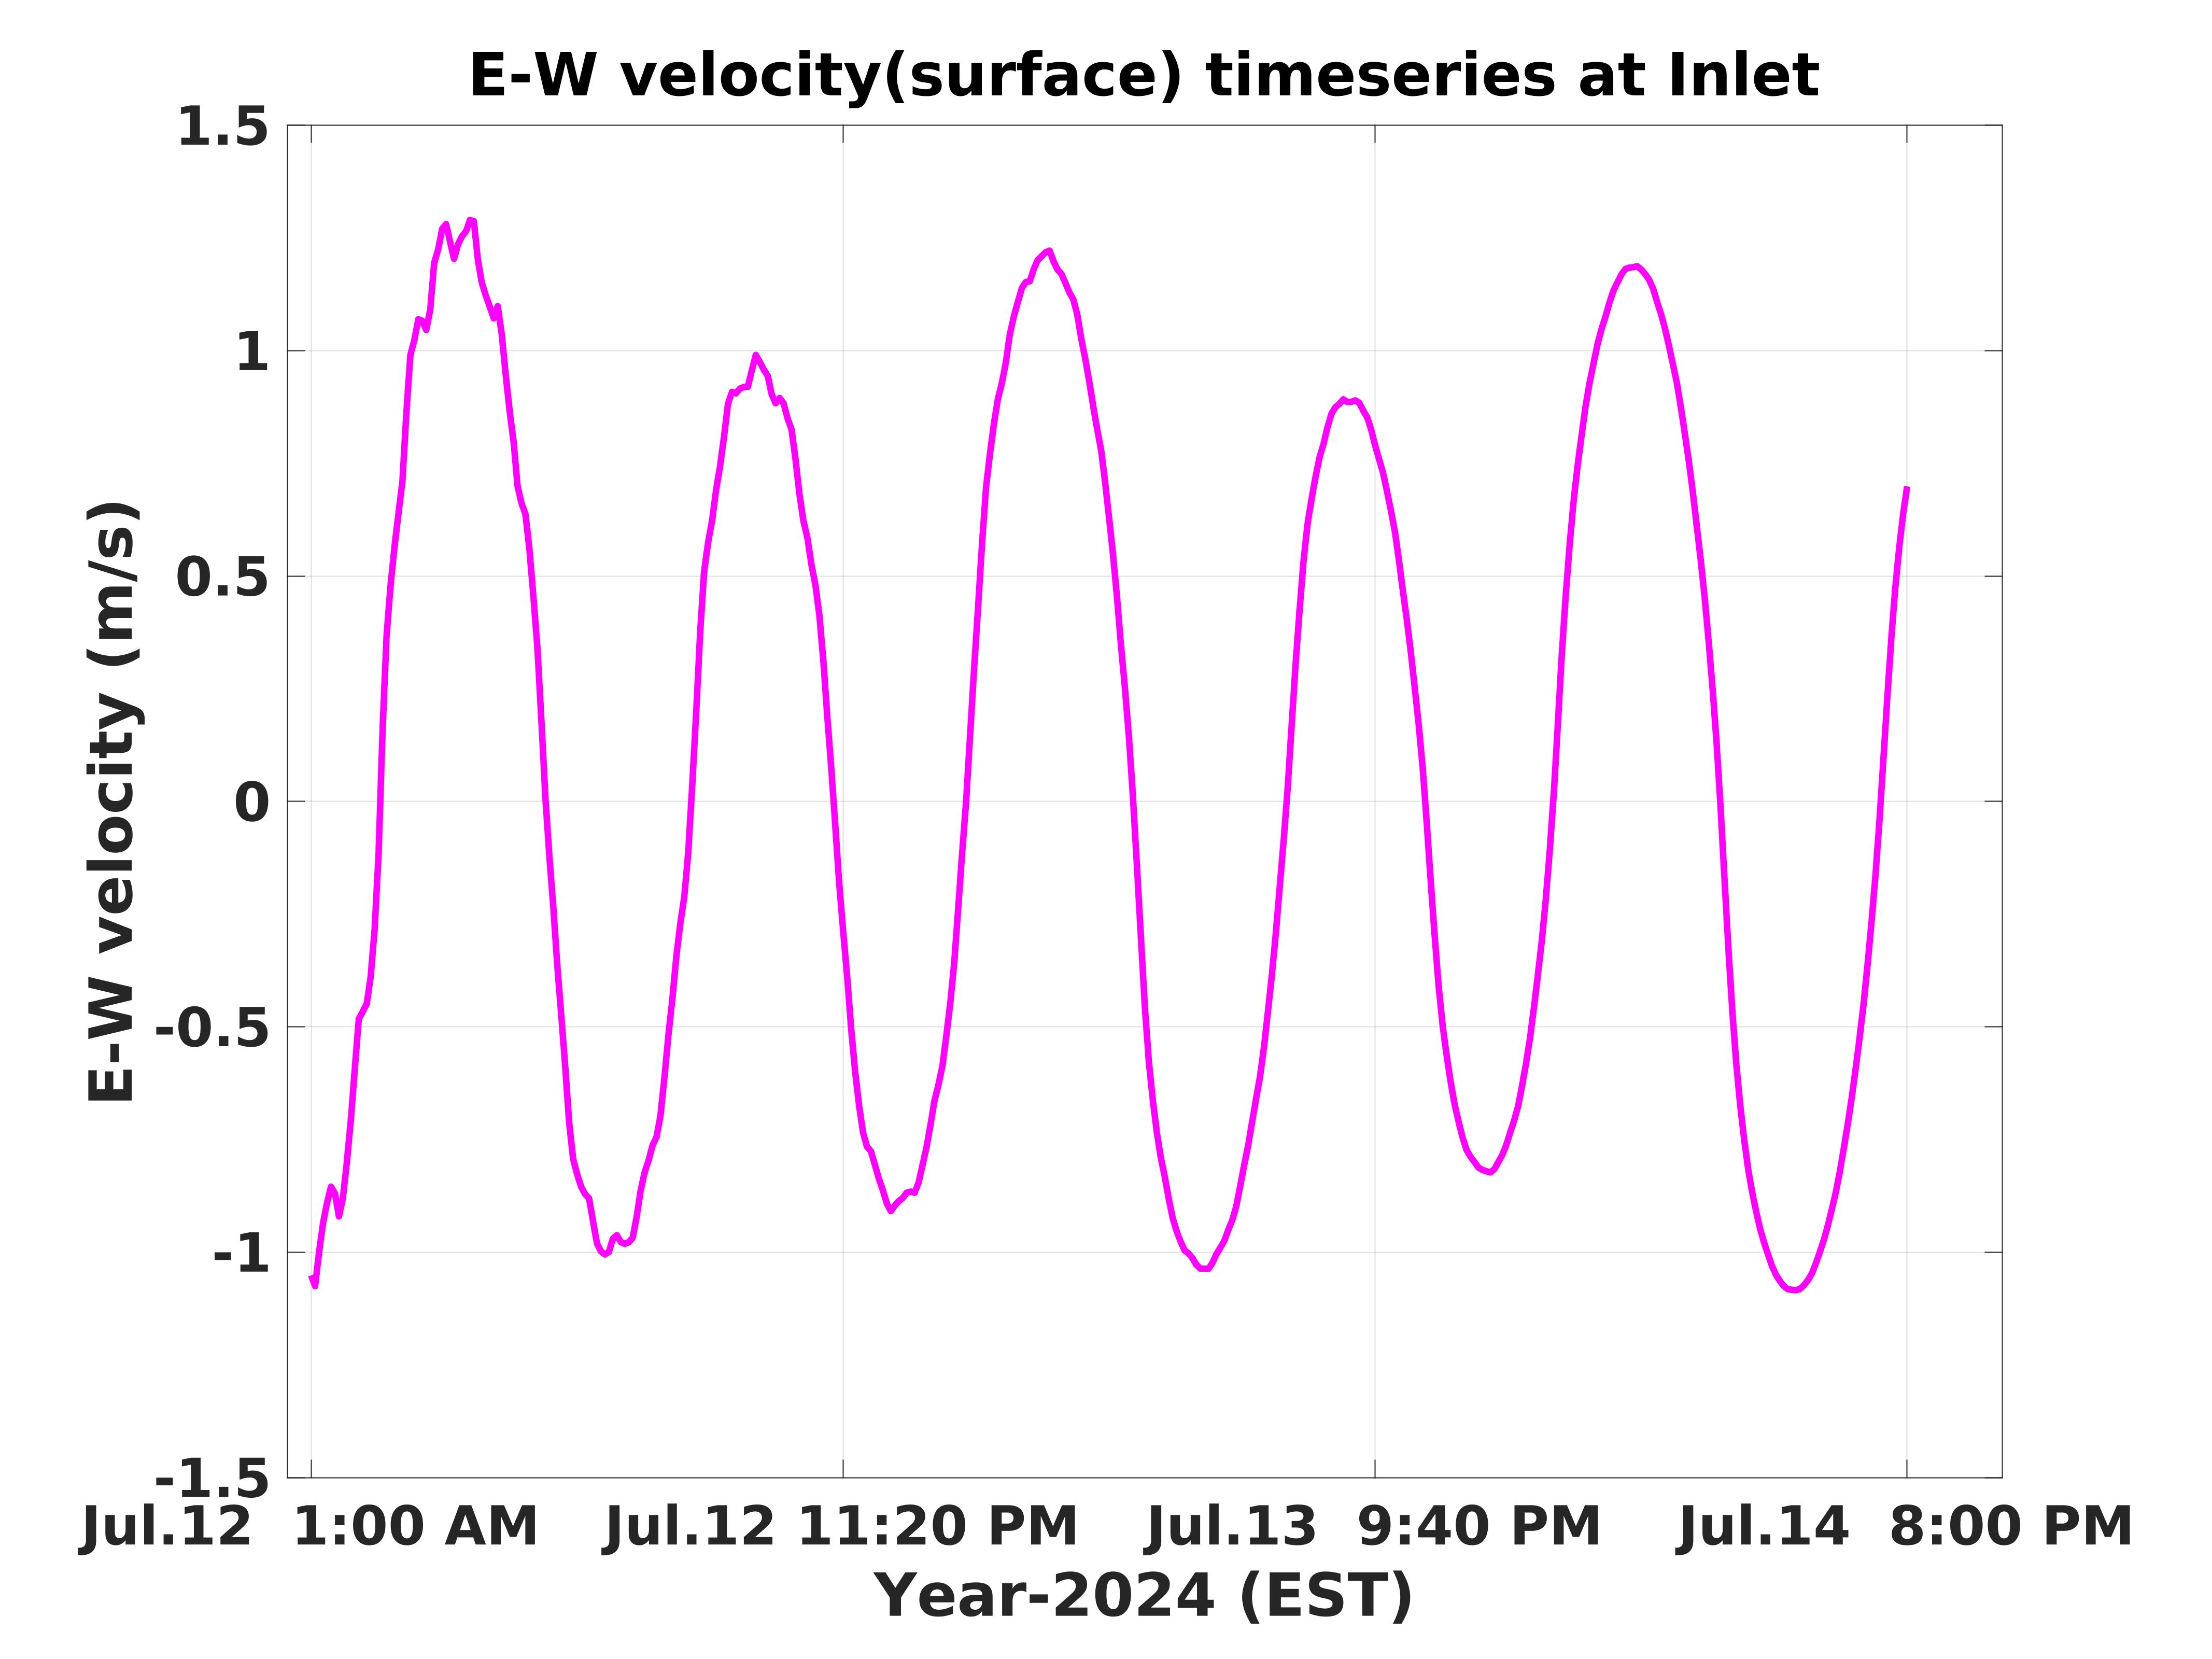 E-W velocity(surface) timeseries at Inlet
E-W velocity (m/s)
1.5
1
0.5
0
-0.5
-1
-1.5
Jul.12 1:00 AM Jul.12 11:20 PM Jul.13 9:40 PM Jul.14 8:00 PM
Year-2024 (EST)